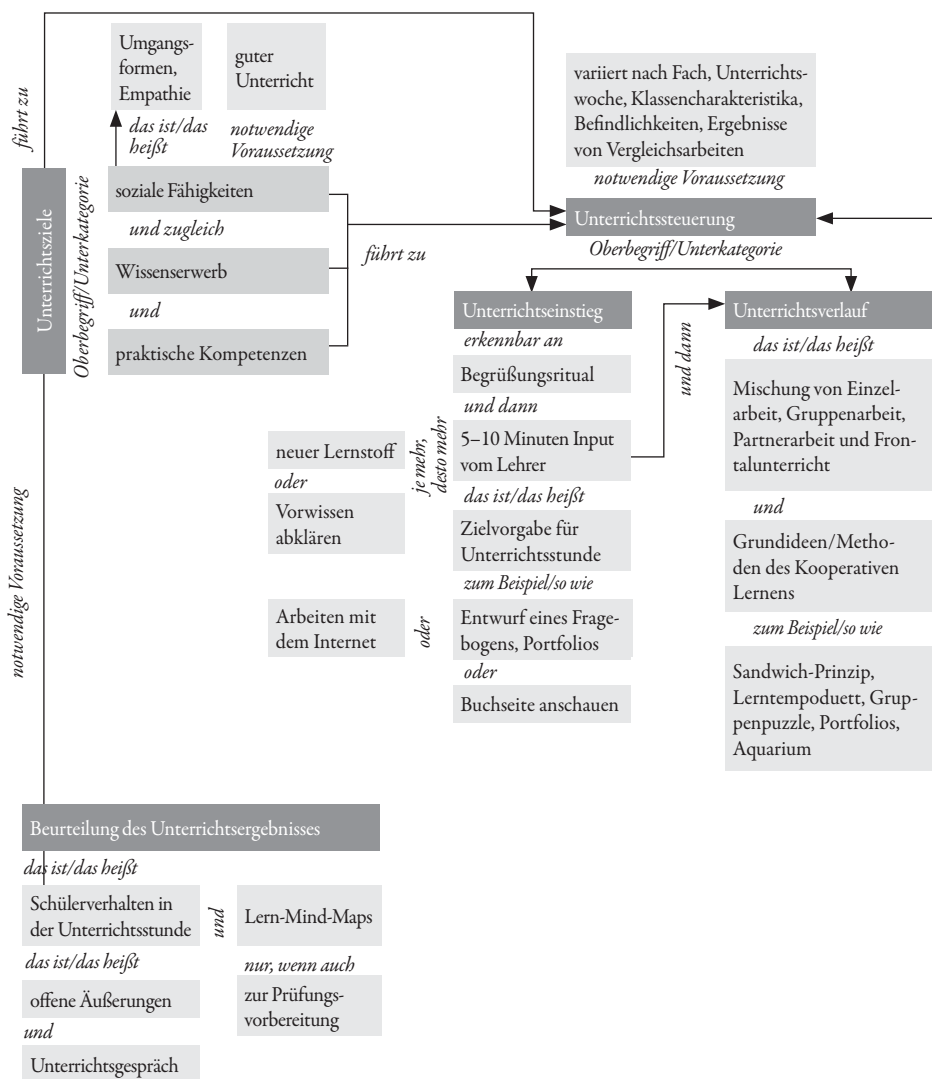 führt zu
Umgangs-
formen,
Empathie
guter
Unterricht
das ist/das
heißt
notwendige
Voraussetzung
variiert nach Fach, Unterrichts-
woche, Klassencharakteristika,
Befindlichkeiten, Ergebnisse
von Vergleichsarbeiten
notwendige Voraussetzung
Unterrichtsziele
Oberbegriff/Unterkategorie
soziale Fähigkeiten
und zugleich
Wissenserwerb
und
praktische Kompetenzen
führt zu
Unterrichtssteuerung
Oberbegriff/Unterkategorie
Unterrichtseinstieg
erkennbar an
Begrüßungsritual
und dann
5–10 Minuten Input
vom Lehrer
je mehr,
desto mehr
neuer Lernstoff
oder
Vorwissen
abklären
das ist/das heißt
Zielvorgabe für
Unterrichtsstunde
zum Beispiel/so wie
Entwurf eines Frage-
bogens, Portfolios
oder
Arbeiten mit
dem Internet
oder
Buchseite anschauen
und dann
Unterrichtsverlauf
das ist/das heißt
Mischung von Einzel-
arbeit, Gruppenarbeit,
Partnerarbeit und Fron-
talunterricht
und
Grundideen/Metho-
den des Kooperativen
Lernens
zum Beispiel/so wie
Sandwich-Prinzip,
Lerntempoduett, Grup-
penpuzzle, Portfolios,
Aquarium
notwendige Voraussetzung
Beurteilung des Unterrichtsergebnisses
das ist/das heißt
Schülerverhalten in
der Unterrichtsstunde
und
Lern-Mind-Maps
das ist/das heißt
nur, wenn auch
offene Äußerungen
zur Prüfungs-
vorbereitung
und
Unterrichtsgespräch